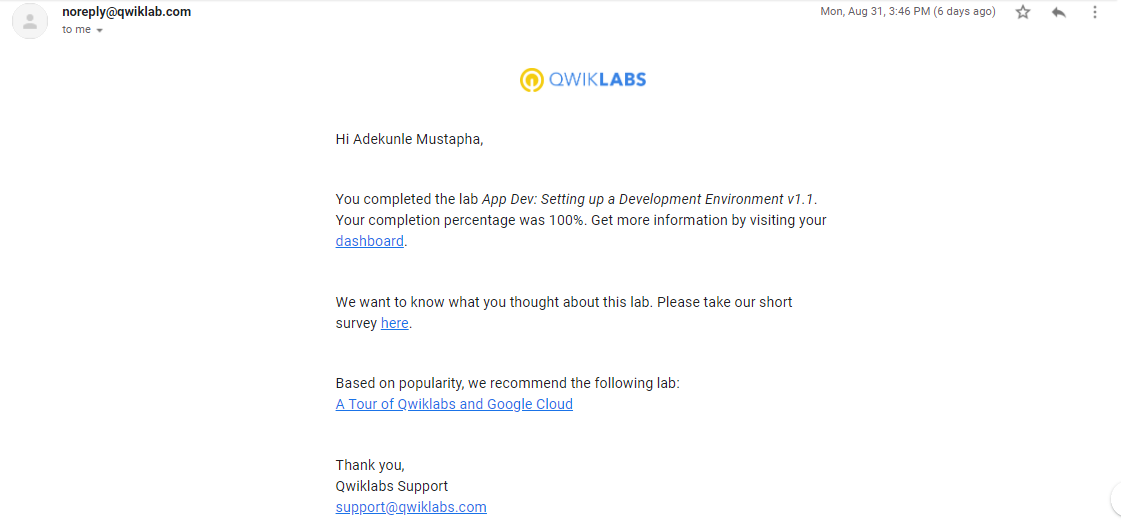 noreply@qwiklab.com
Mon, Aug 31, 3:46 PM (6 days ago)
to me
QWIKLABS
Hi Adekunle Mustapha,
You completed the lab App Dev: Setting up a Development Environment v1.1.
Your completion percentage was 100%. Get more information by visiting your
dashboard.
We want to know what you thought about this lab. Please take our short
survey here.
Based on popularity, we recommend the following lab:
A Tour of Qwiklabs and Google Cloud
Thank you,
Qwiklabs Support
support@qwiklabs.com